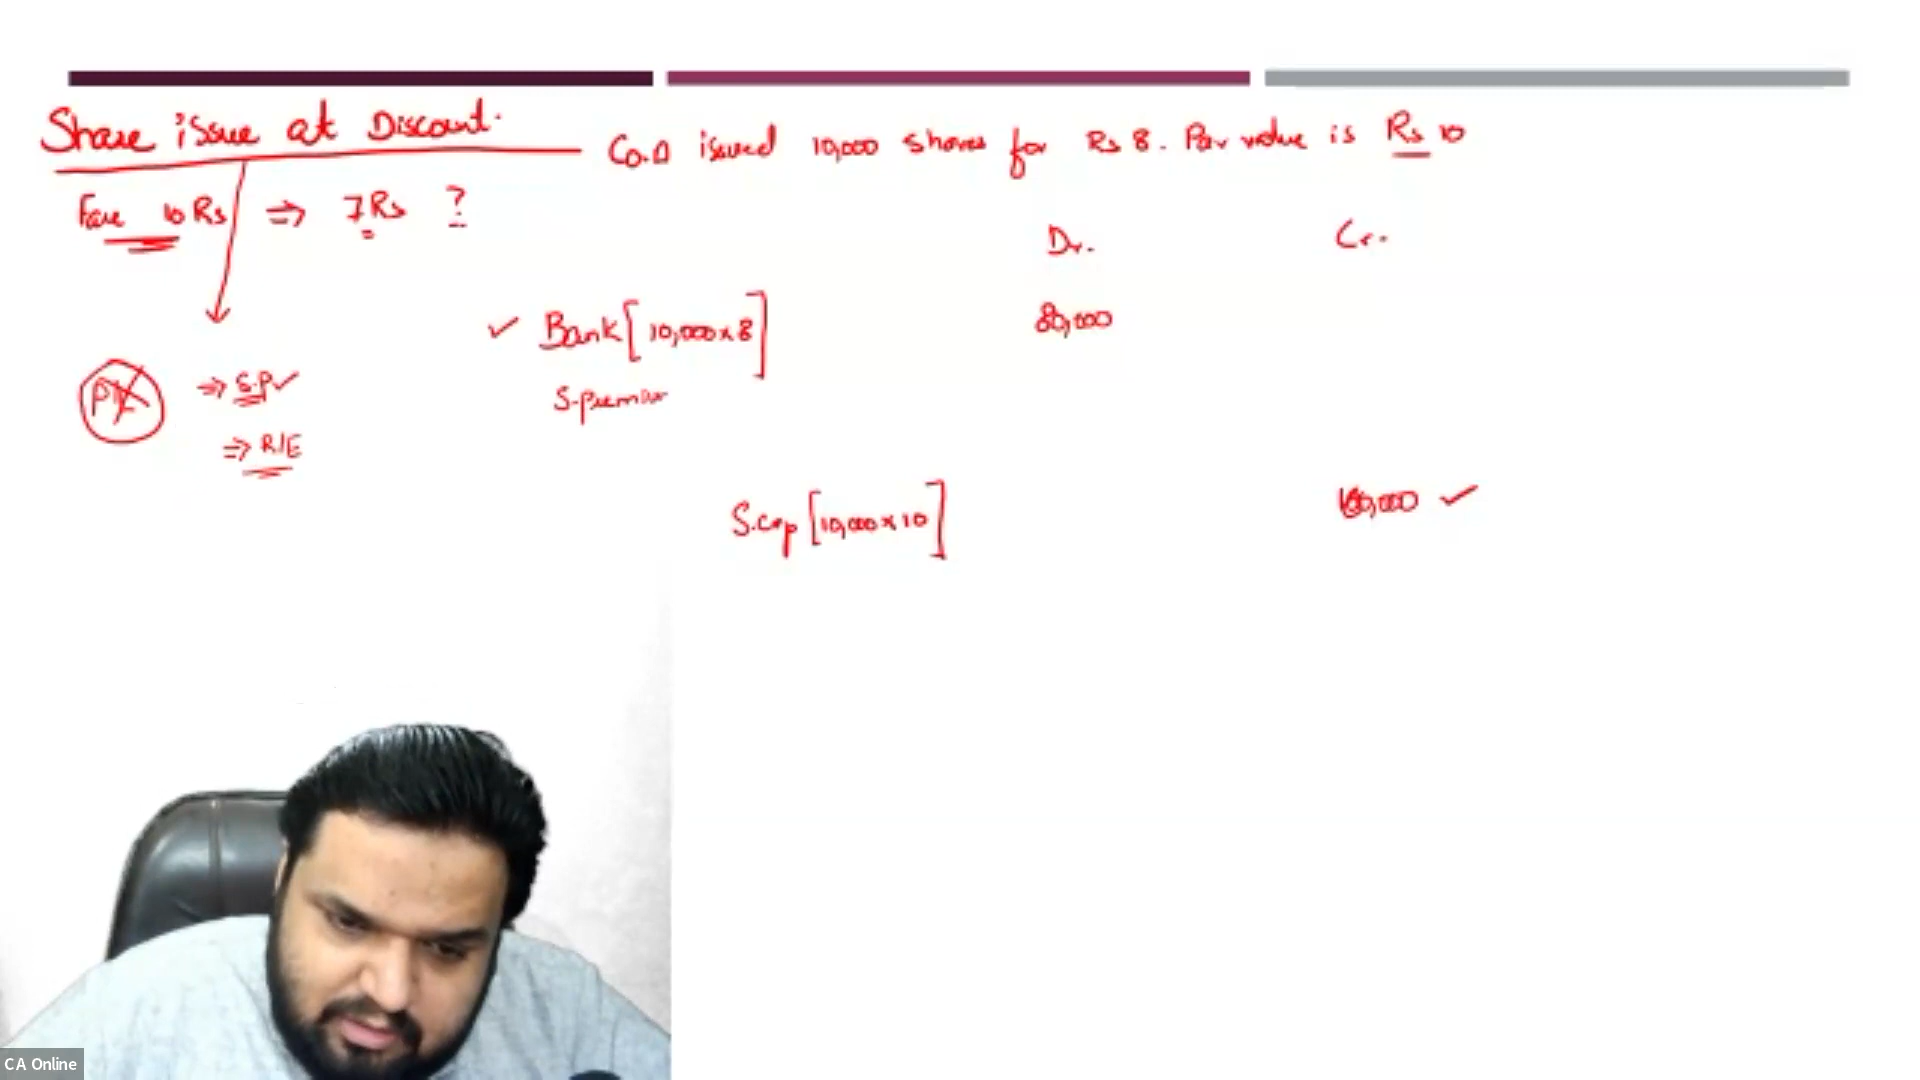 Share issue at Discount.
Co.A issued 10,000 shares for Rs 8. Par value is Rs 10
Face 10 Rs ⇒ 7 Rs ?
Dr. Cr.
✓ Bank [10,000 x 8] 80,000
P/L ⇒ S.P ✓
S.premium
⇒ R/E
S.cap [10,000 x 10] 100,000 ✓
CA Online